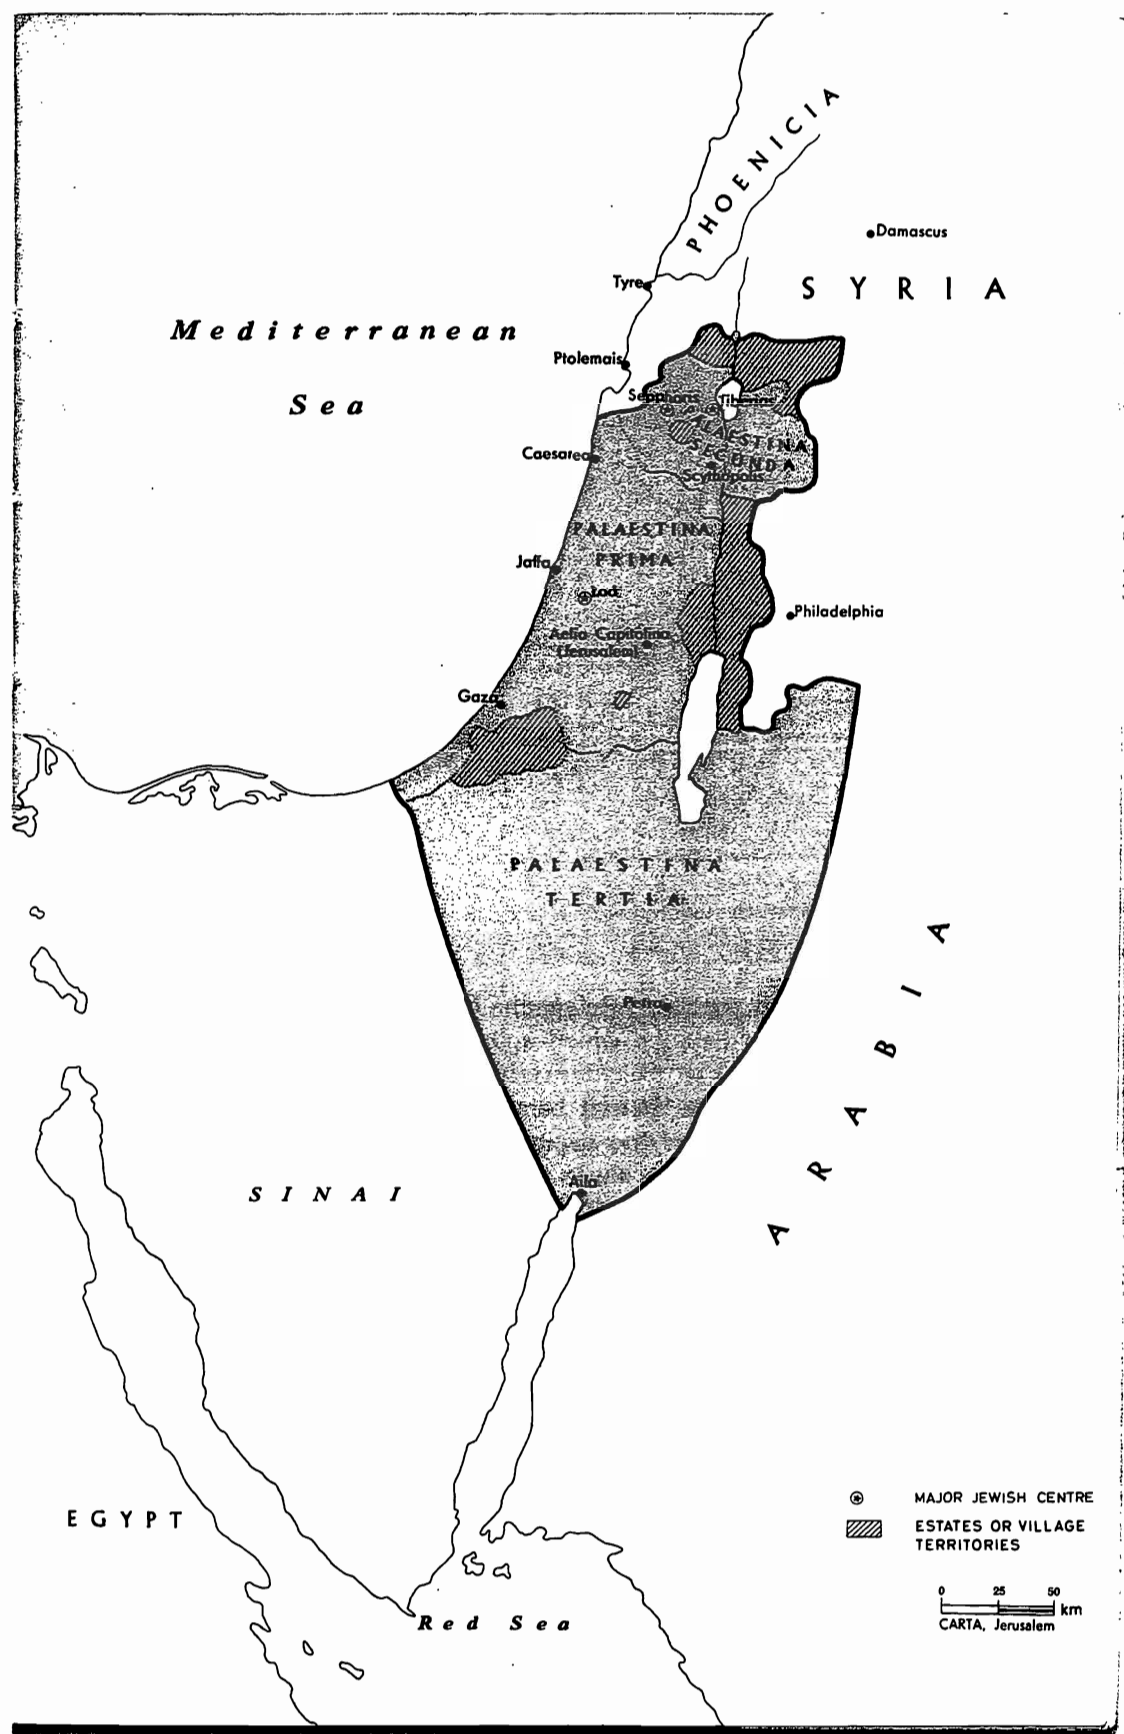 PHOENICIA
Damascus
SYRIA
Tyre
Mediterranean
Sea
Ptolemais
Sepphoris
Tiberias
PALAESTINA
SECUNDA
Caesarea
Scythopolis
PALAESTINA
PRIMA
Jaffa
Lod
Philadelphia
Aelia Capitolina
(Jerusalem)
Gaza
PALAESTINA
TERTIA
ARABIA
Petra
Aila
SINAI
EGYPT
Red Sea
MAJOR JEWISH CENTRE
ESTATES OR VILLAGE
TERRITORIES
0 25 50
km
CARTA, Jerusalem